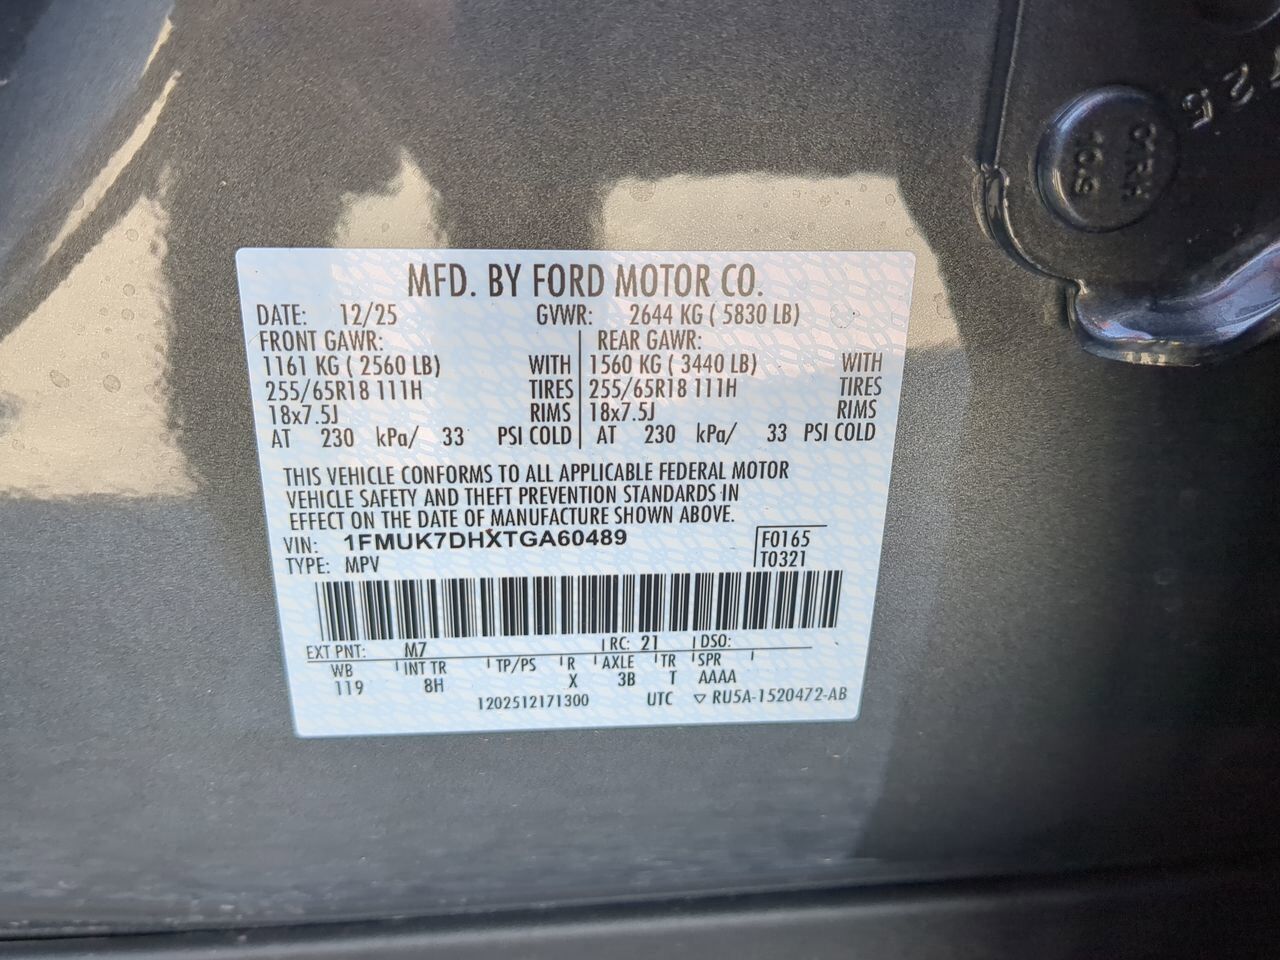 MFD. BY FORD MOTOR CO.
DATE: 12/25 GVWR: 2644 KG ( 5830 LB)
FRONT GAWR: REAR GAWR:
1161 KG ( 2560 LB) WITH 1560 KG ( 3440 LB) WITH
255/65R18 111H TIRES 255/65R18 111H TIRES
18x7.5J RIMS 18x7.5J RIMS
AT 230 kPa/ 33 PSI COLD AT 230 kPa/ 33 PSI COLD
THIS VEHICLE CONFORMS TO ALL APPLICABLE FEDERAL MOTOR
VEHICLE SAFETY AND THEFT PREVENTION STANDARDS IN
EFFECT ON THE DATE OF MANUFACTURE SHOWN ABOVE.
VIN: 1FMUK7DHXTGA60489 F0165
TYPE: MPV T0321
EXT PNT: M7 RC: 21 DSO:
WB INT TR TP/PS R AXLE TR SPR
119 8H X 3B T AAAA
1202512171300 UTC ▽ RU5A-1520472-AB
10.9